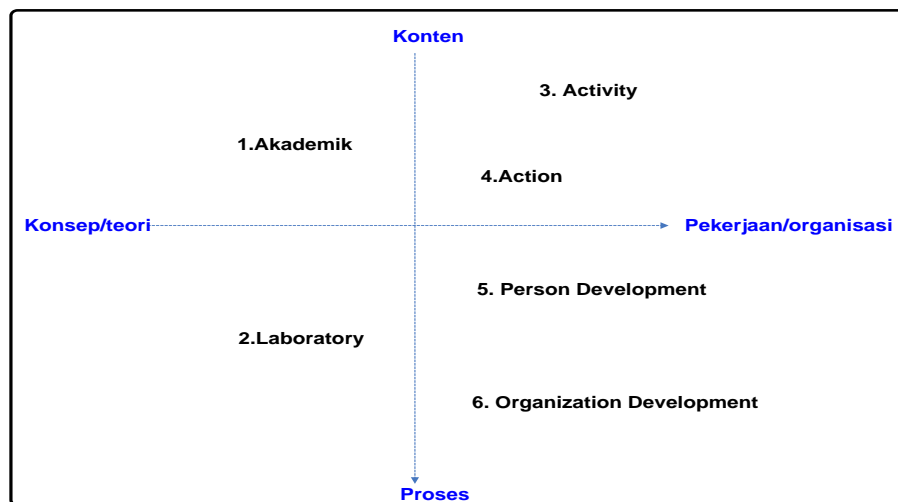 Konten
3. Activity
1.Akademik
4.Action
Konsep/teori
Pekerjaan/organisasi
5. Person Development
2.Laboratory
6. Organization Development
Proses